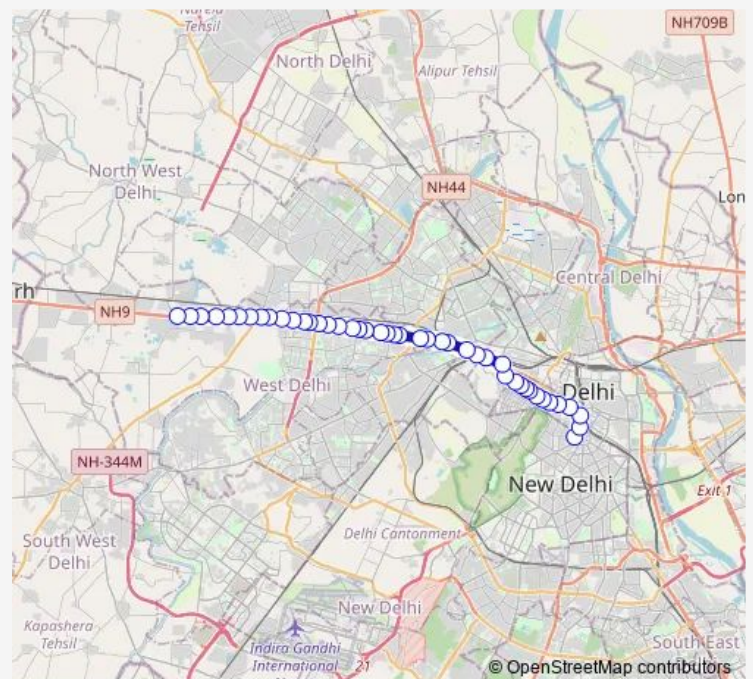 Narela
Tehsil
NH709B
North Delhi
Alipur Tehsil
North West
Delhi
NH44
Lon
Central Delhi
rh
NH9
West Delhi
Delhi
NH-344M
New Delhi
Exit 1
South West
Delhi
Delhi Cantonment
New Delhi
Kapashera
Tehsil
Indira Gandhi
International
21
South East
© OpenStreetMap contributors